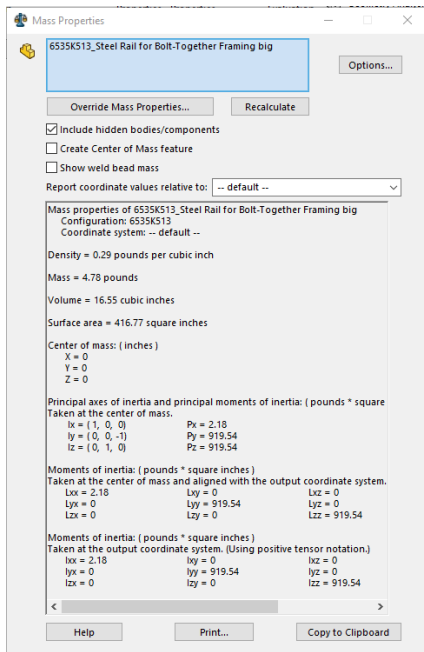 Mass Properties
6535K513_Steel Rail for Bolt-Together Framing big
Options...
Override Mass Properties...
Recalculate
Include hidden bodies/components
Create Center of Mass feature
Show weld bead mass
Report coordinate values relative to: -- default --
Mass properties of 6535K513_Steel Rail for Bolt-Together Framing big
Configuration: 6535K513
Coordinate system: -- default --
Density = 0.29 pounds per cubic inch
Mass = 4.78 pounds
Volume = 16.55 cubic inches
Surface area = 416.77 square inches
Center of mass: ( inches )
X = 0
Y = 0
Z = 0
Principal axes of inertia and principal moments of inertia: ( pounds * square
Taken at the center of mass.
Ix = ( 1, 0, 0) Px = 2.18
Iy = ( 0, 0, -1) Py = 919.54
Iz = ( 0, 1, 0) Pz = 919.54
Moments of inertia: ( pounds * square inches )
Taken at the center of mass and aligned with the output coordinate system.
Lxx = 2.18 Lxy = 0 Lxz = 0
Lyx = 0 Lyy = 919.54 Lyz = 0
Lzx = 0 Lzy = 0 Lzz = 919.54
Moments of inertia: ( pounds * square inches )
Taken at the output coordinate system. (Using positive tensor notation.)
Ixx = 2.18 Ixy = 0 Ixz = 0
Iyx = 0 Iyy = 919.54 Iyz = 0
Izx = 0 Izy = 0 Izz = 919.54
Help
Print...
Copy to Clipboard